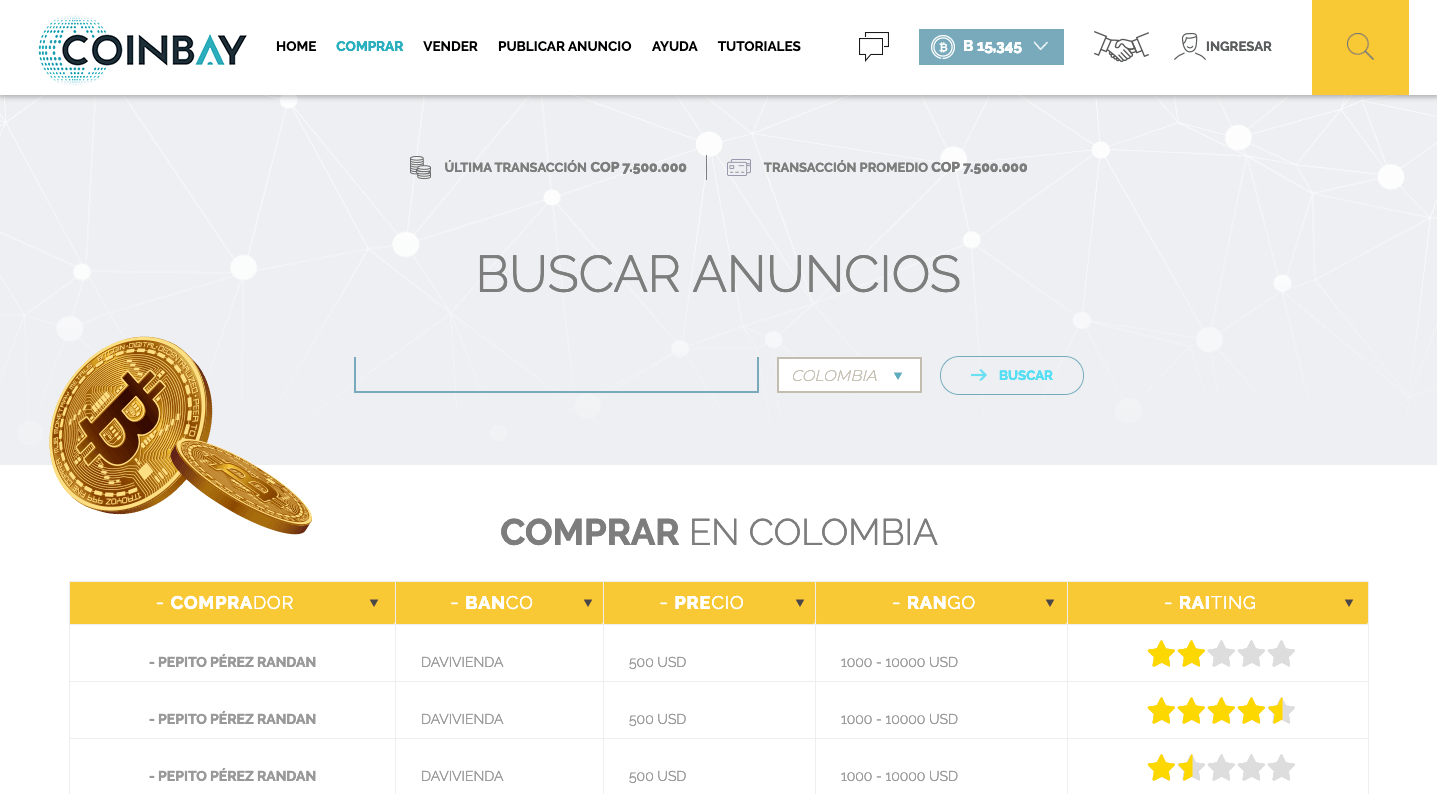 COINBAY
HOME COMPRAR VENDER PUBLICAR ANUNCIO AYUDA TUTORIALES
B 15,345
INGRESAR
ÚLTIMA TRANSACCIÓN COP 7.500.000
TRANSACCIÓN PROMEDIO COP 7.500.000
BUSCAR ANUNCIOS
COLOMBIA ▼
BUSCAR
COMPRAR EN COLOMBIA
- COMPRADOR ▼ - BANCO ▼ - PRECIO ▼ - RANGO ▼ - RAITING ▼
- PEPITO PÉREZ RANDAN DAVIVIENDA 500 USD 1000 - 10000 USD
- PEPITO PÉREZ RANDAN DAVIVIENDA 500 USD 1000 - 10000 USD
- PEPITO PÉREZ RANDAN DAVIVIENDA 500 USD 1000 - 10000 USD